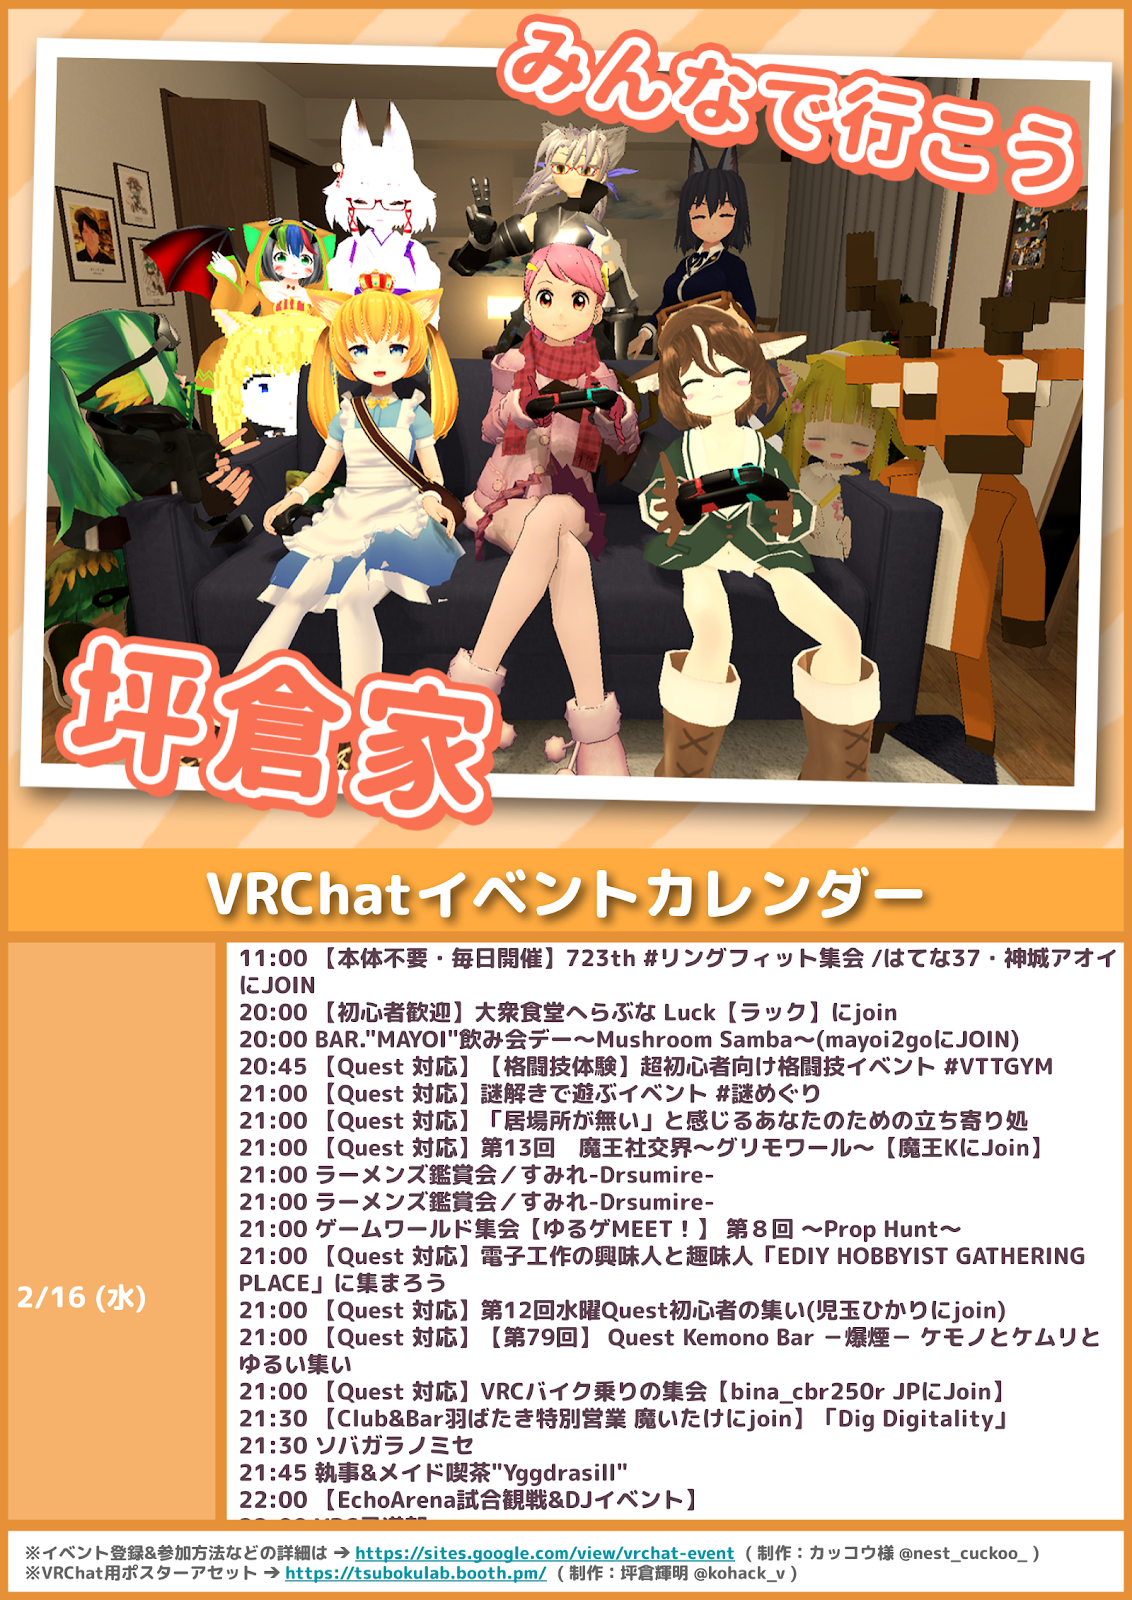 みんなで行こう
坪倉家
VRChatイベントカレンダー
2/16 (水)
11:00 【本体不要・毎日開催】723th #リングフィット集会 /はてな37・神城アオイ
にJOIN
20:00 【初心者歓迎】大衆食堂へらぶな Luck【ラック】にjoin
20:00 BAR."MAYOI"飲み会デー～Mushroom Samba～(mayoi2goにJOIN)
20:45 【Quest 対応】【格闘技体験】超初心者向け格闘技イベント #VTTGYM
21:00 【Quest 対応】謎解きで遊ぶイベント #謎めぐり
21:00 【Quest 対応】「居場所が無い」と感じるあなたのための立ち寄り処
21:00 【Quest 対応】第13回　魔王社交界～グリモワール～【魔王KにJoin】
21:00 ラーメンズ鑑賞会／すみれ-Drsumire-
21:00 ラーメンズ鑑賞会／すみれ-Drsumire-
21:00 ゲームワールド集会【ゆるゲMEET！】 第８回 ～Prop Hunt～
21:00 【Quest 対応】電子工作の興味人と趣味人「EDIY HOBBYIST GATHERING
PLACE」に集まろう
21:00 【Quest 対応】第12回水曜Quest初心者の集い(児玉ひかりにjoin)
21:00 【Quest 対応】【第79回】 Quest Kemono Bar －爆煙－ ケモノとケムリと
ゆるい集い
21:00 【Quest 対応】VRCバイク乗りの集会【bina_cbr250r JPにJoin】
21:30 【Club&Bar羽ばたき特別営業 魔いたけにjoin】「Dig Digitality」
21:30 ソバガラノミセ
21:45 執事&メイド喫茶"Yggdrasill"
22:00 【EchoArena試合観戦&DJイベント】
※イベント登録&参加方法などの詳細は ➔ https://sites.google.com/view/vrchat-event ( 制作：カッコウ様 @nest_cuckoo_ )
※VRChat用ポスターアセット ➔ https://tsubokulab.booth.pm/ ( 制作：坪倉輝明 @kohack_v )